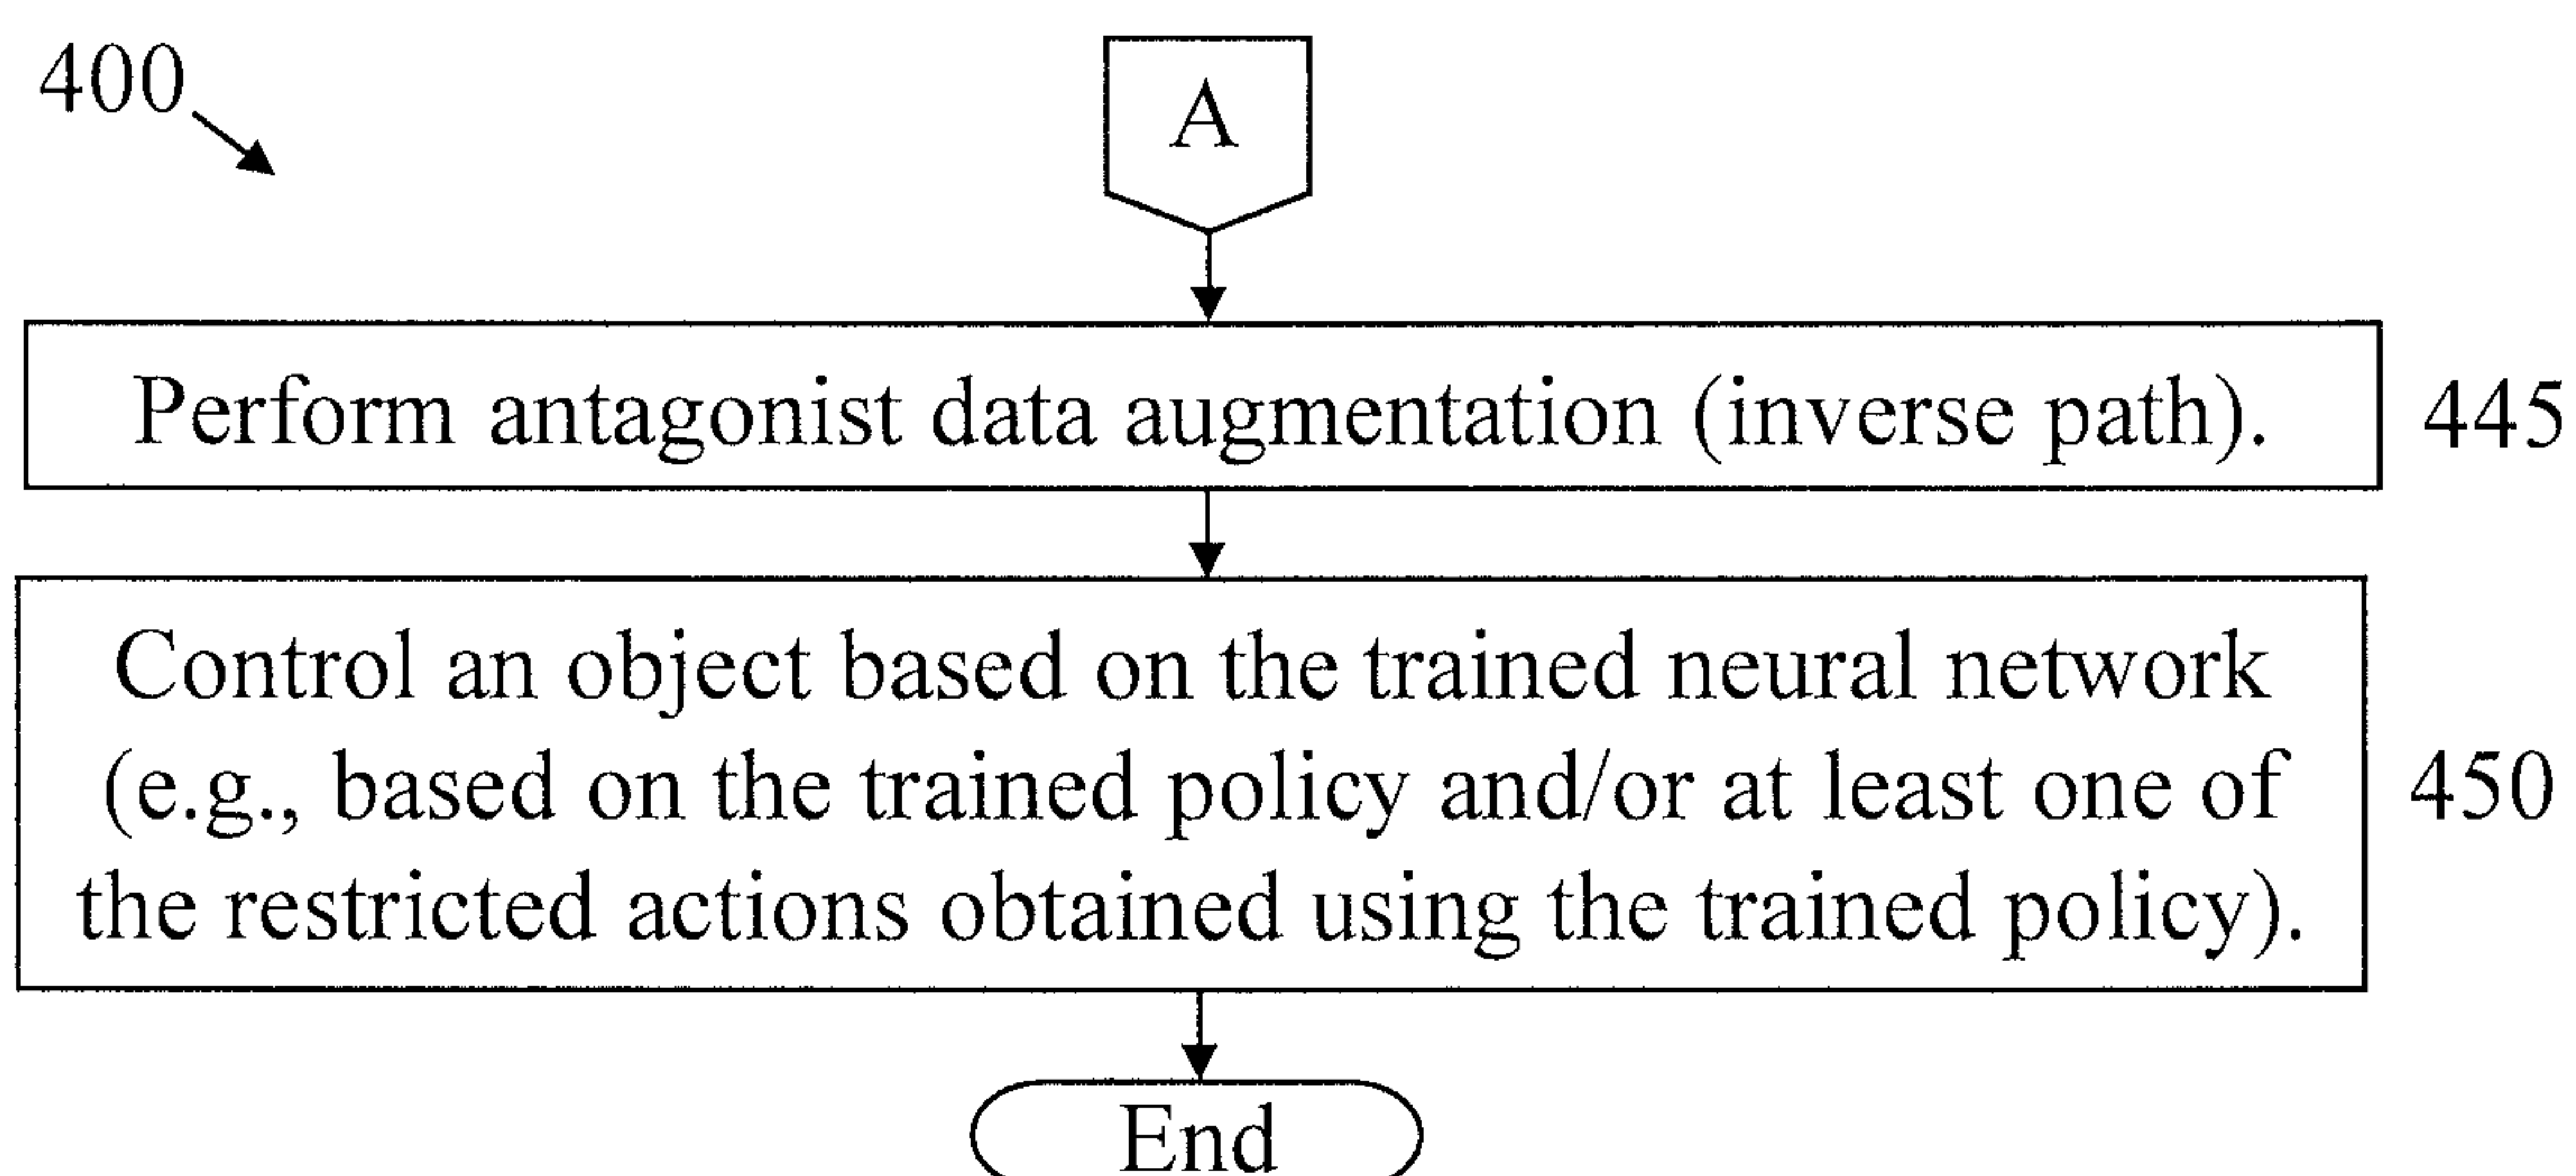 400
A
Perform antagonist data augmentation (inverse path).
445
Control an object based on the trained neural network
(e.g., based on the trained policy and/or at least one of
the restricted actions obtained using the trained policy).
450
End